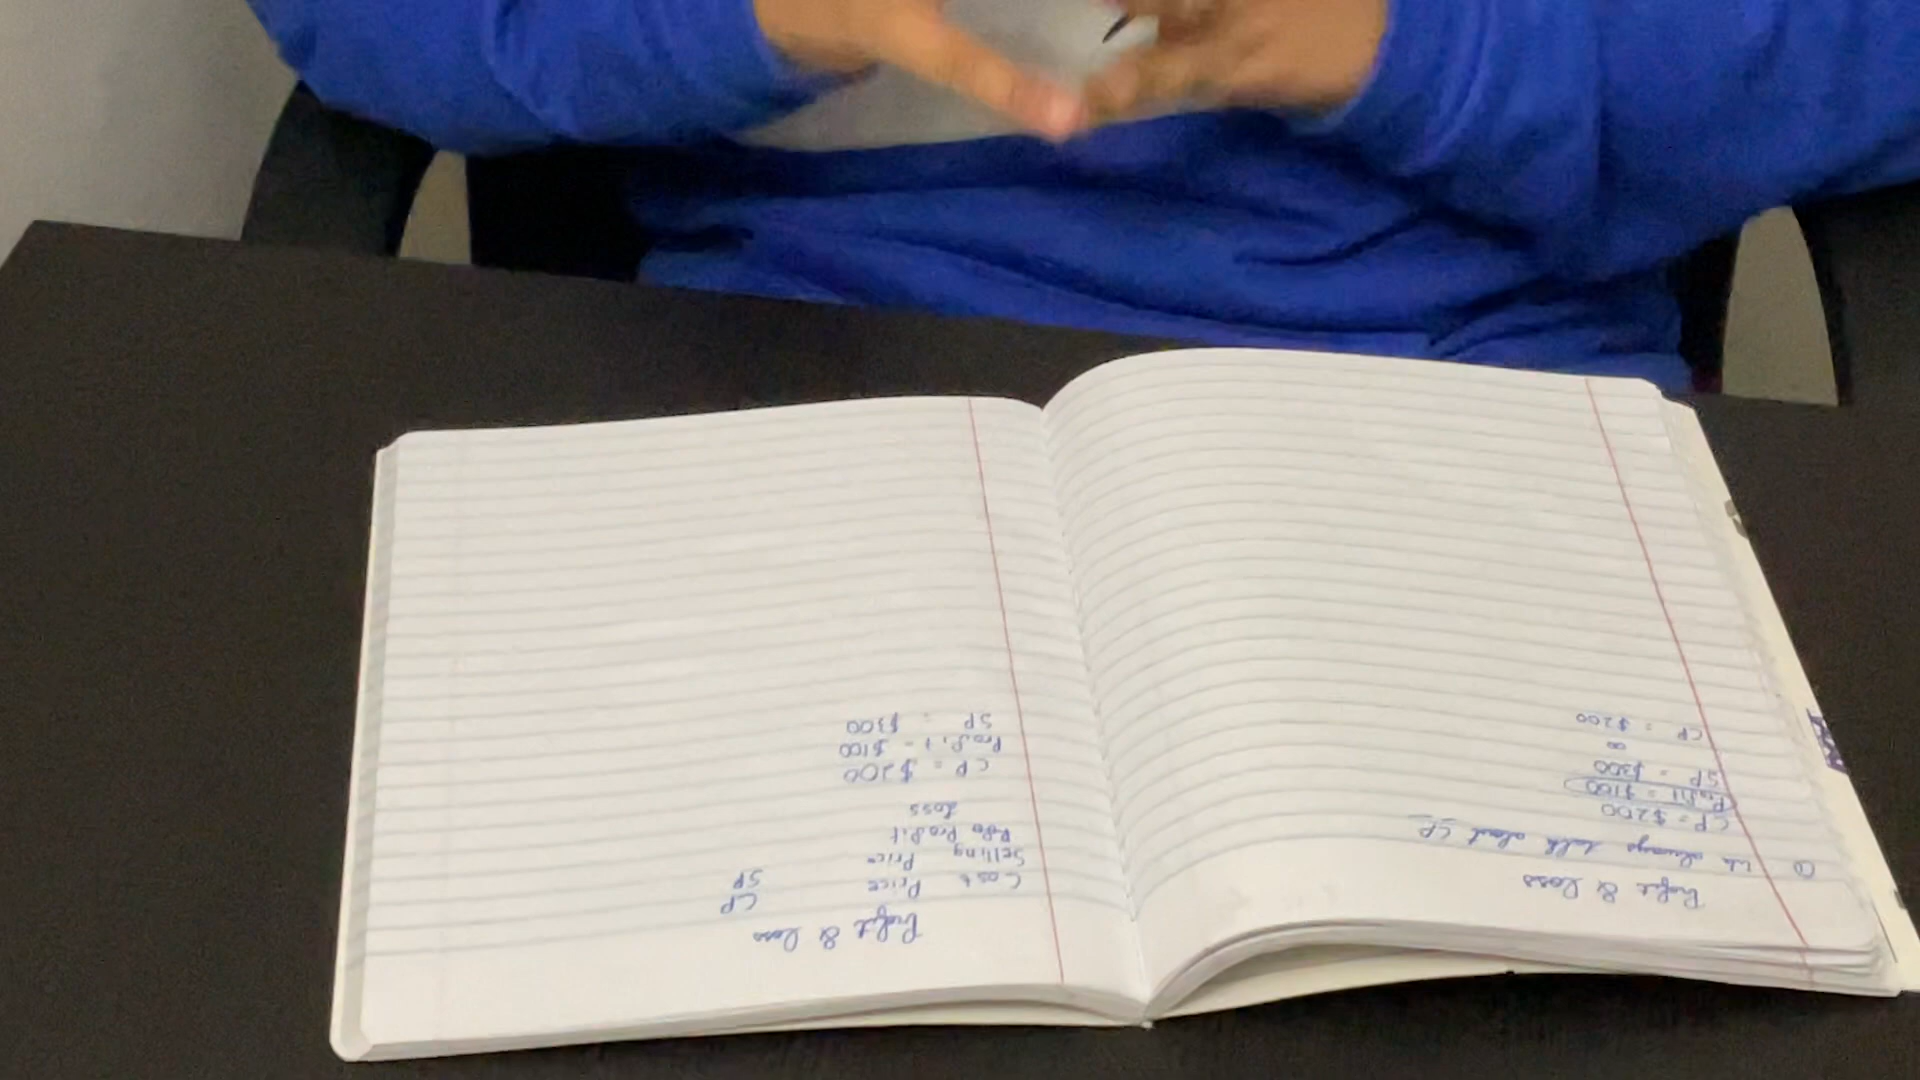 Profit & loss
① We always talk about CP
CP = $200
Profit = $100
SP = $300
∞
CP = $200
Profit & loss
Cost Price CP
Selling Price SP
Profit
Loss
CP = $200
Profit = $100
SP = $300